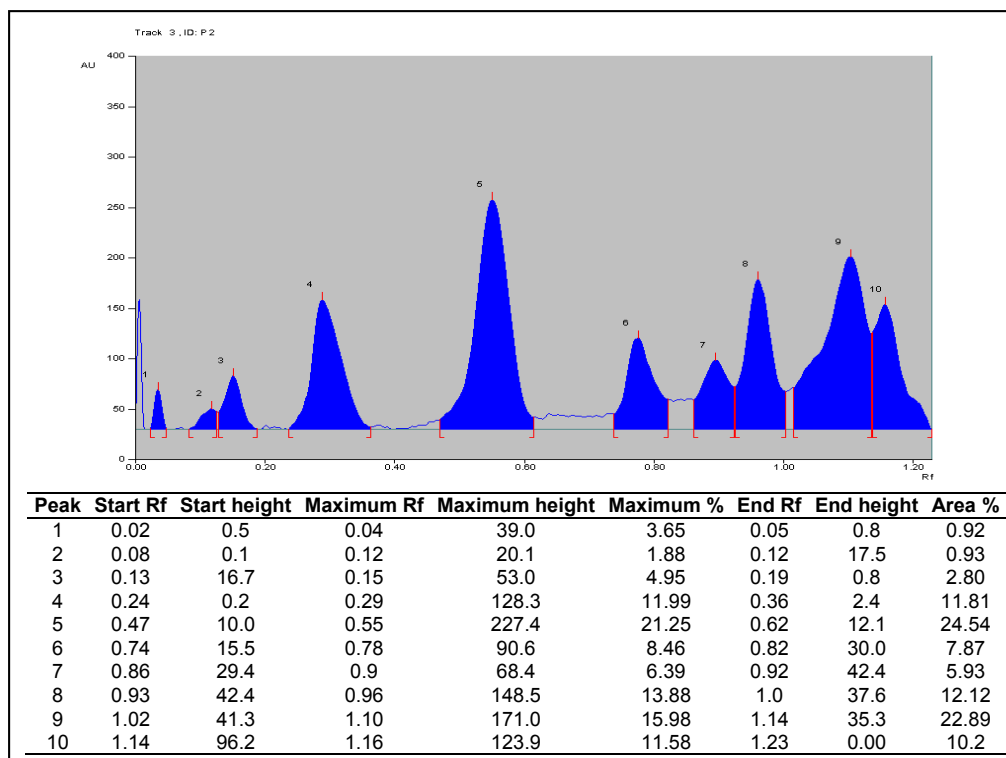 Track 3 , ID: P2
400
AU
350
300
250
200
150
100
50
0
1
2
3
4
5
6
7
8
9
10
0.00 0.20 0.40 0.60 0.80 1.00 1.20
Rf
Peak Start Rf Start height Maximum Rf Maximum height Maximum % End Rf End height Area %
1 0.02 0.5 0.04 39.0 3.65 0.05 0.8 0.92
2 0.08 0.1 0.12 20.1 1.88 0.12 17.5 0.93
3 0.13 16.7 0.15 53.0 4.95 0.19 0.8 2.80
4 0.24 0.2 0.29 128.3 11.99 0.36 2.4 11.81
5 0.47 10.0 0.55 227.4 21.25 0.62 12.1 24.54
6 0.74 15.5 0.78 90.6 8.46 0.82 30.0 7.87
7 0.86 29.4 0.9 68.4 6.39 0.92 42.4 5.93
8 0.93 42.4 0.96 148.5 13.88 1.0 37.6 12.12
9 1.02 41.3 1.10 171.0 15.98 1.14 35.3 22.89
10 1.14 96.2 1.16 123.9 11.58 1.23 0.00 10.2